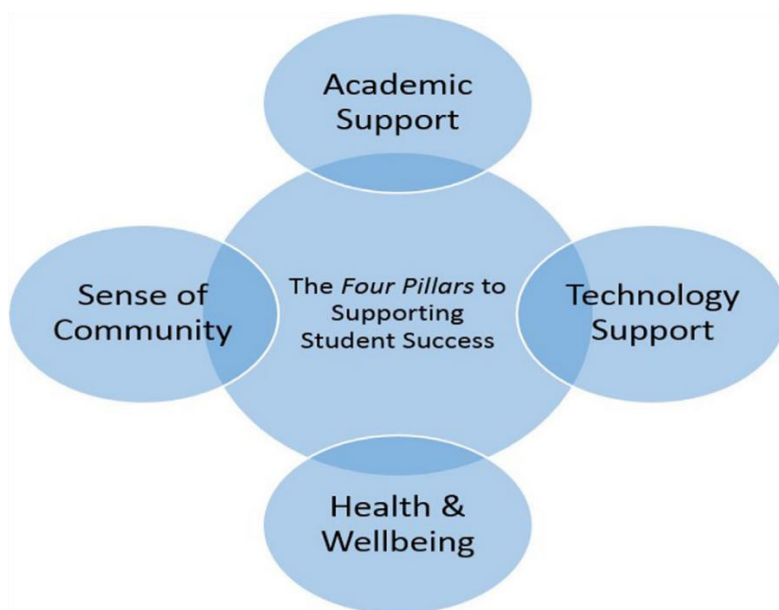 Academic
Support
Sense of
Community
The Four Pillars to
Supporting
Student Success
Technology
Support
Health &
Wellbeing